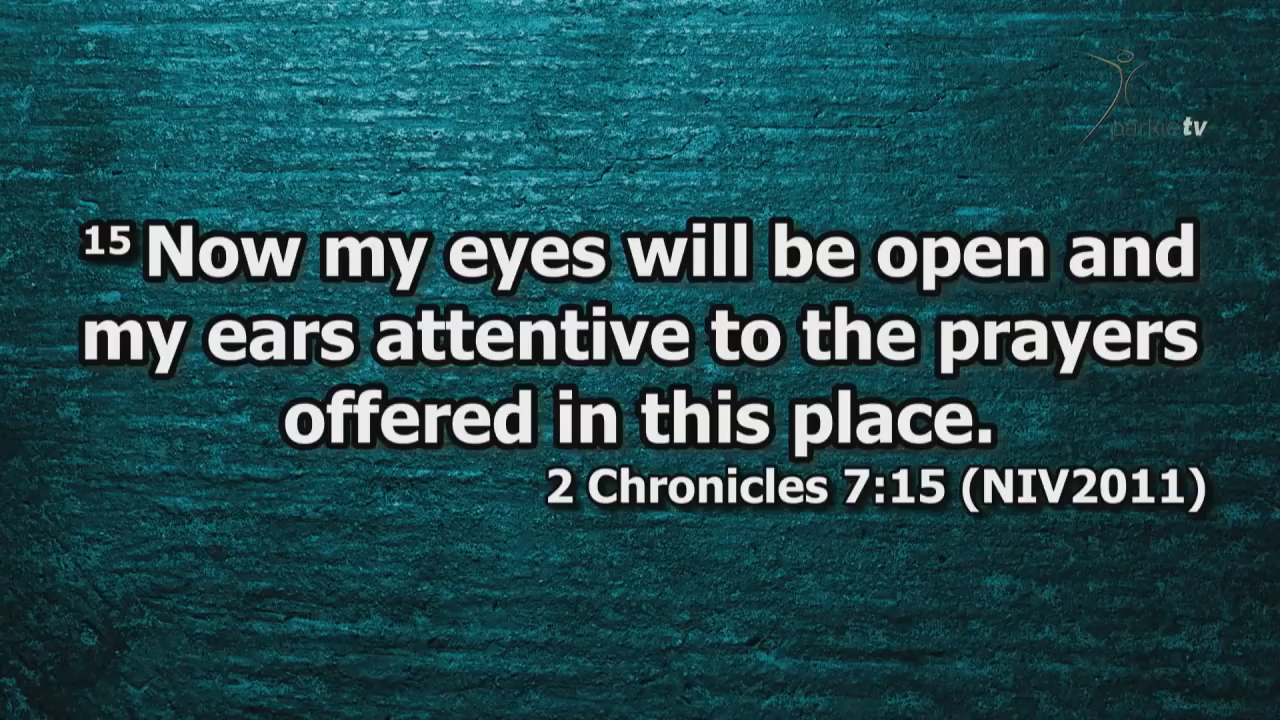 parkie tv
15 Now my eyes will be open and
my ears attentive to the prayers
offered in this place.
2 Chronicles 7:15 (NIV2011)